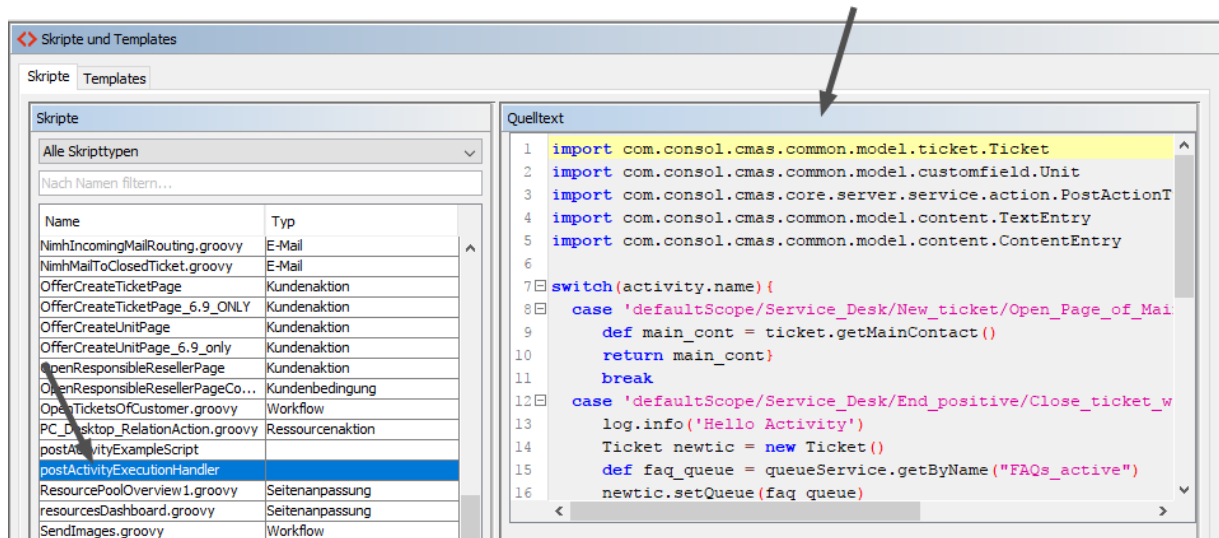 Skripte und Templates
Skripte Templates
Skripte
Alle Skripttypen
Nach Namen filtern...
Name Typ
NimhIncomingMailRouting.groovy E-Mail
NimhMailToClosedTicket.groovy E-Mail
OfferCreateTicketPage Kundenaktion
OfferCreateTicketPage_6.9_ONLY Kundenaktion
OfferCreateUnitPage Kundenaktion
OfferCreateUnitPage_6.9_only Kundenaktion
OpenResponsibleResellerPage Kundenaktion
OpenResponsibleResellerPageCo... Kundenbedingung
OpenTicketsOfCustomer.groovy Workflow
PC_Desktop_RelationAction.groovy Ressourcenaktion
postActivityExampleScript
postActivityExecutionHandler
ResourcePoolOverview1.groovy Seitenanpassung
resourcesDashboard.groovy Seitenanpassung
SendImages.groovy Workflow
Quelltext
1 import com.consol.cmas.common.model.ticket.Ticket
2 import com.consol.cmas.common.model.customfield.Unit
3 import com.consol.cmas.core.server.service.action.PostActionT
4 import com.consol.cmas.common.model.content.TextEntry
5 import com.consol.cmas.common.model.content.ContentEntry
6
7 switch(activity.name){
8 case 'defaultScope/Service_Desk/New_ticket/Open_Page_of_Mai
9 def main_cont = ticket.getMainContact()
10 return main_cont}
11 break
12 case 'defaultScope/Service_Desk/End_positive/Close_ticket_w
13 log.info('Hello Activity')
14 Ticket newtic = new Ticket()
15 def faq_queue = queueService.getByName("FAQs_active")
16 newtic.setQueue(faq_queue)